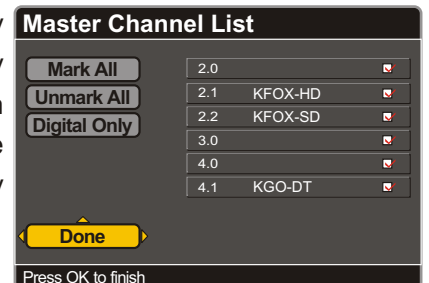 Master Channel List
Mark All
Unmark All
Digital Only
2.0
2.1 KFOX-HD
2.2 KFOX-SD
3.0
4.0
4.1 KGO-DT
Done
Press OK to finish